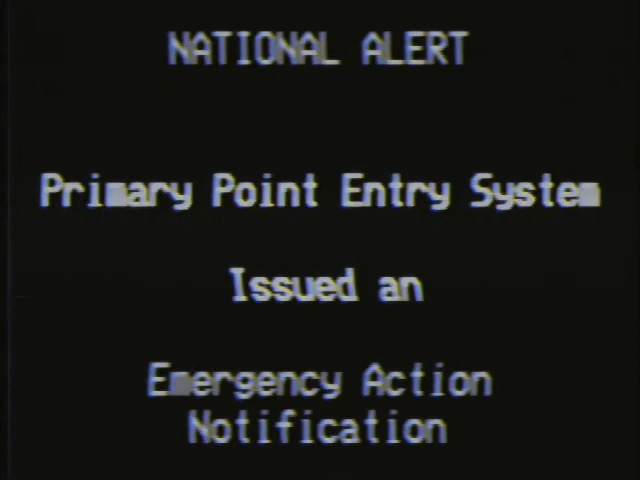 NATIONAL ALERT
Primary Point Entry System
Issued an
Emergency Action
Notification